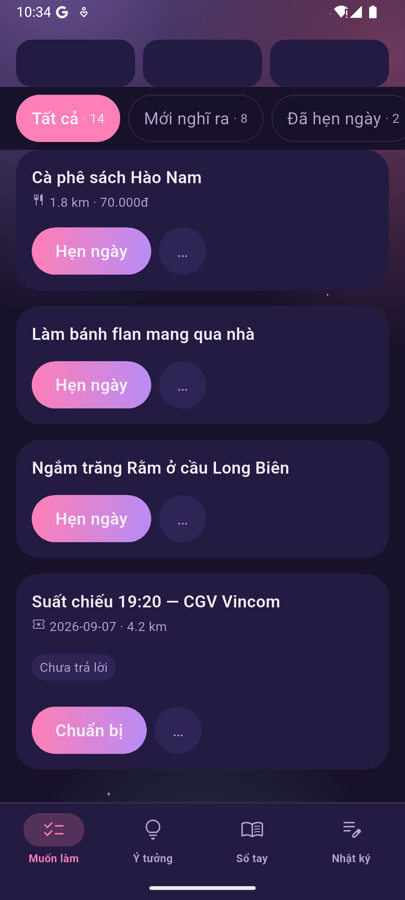 10:34
Tất cả · 14
Mới nghĩ ra · 8
Đã hẹn ngày · 2
Cà phê sách Hào Nam
1.8 km · 70.000đ
Hẹn ngày
...
Làm bánh flan mang qua nhà
Hẹn ngày
...
Ngắm trăng Rằm ở cầu Long Biên
Hẹn ngày
...
Suất chiếu 19:20 — CGV Vincom
2026-09-07 · 4.2 km
Chưa trả lời
Chuẩn bị
...
Muốn làm
Ý tưởng
Sổ tay
Nhật ký